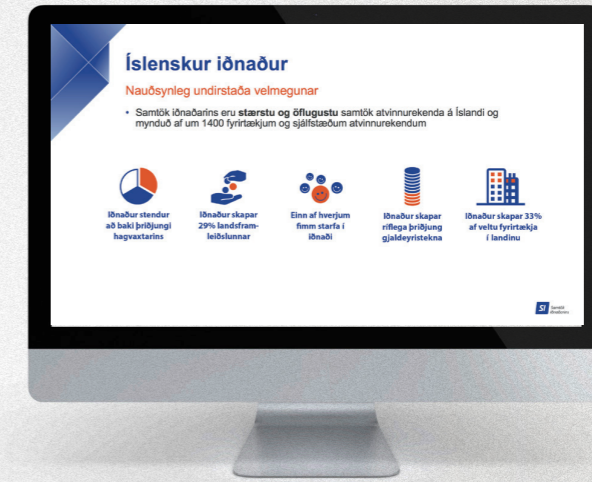 Íslenskur iðnaður
Nauðsynleg undirstaða velmegunar
• Samtök iðnaðarins eru stærstu og öflugustu samtök atvinnurekenda á Íslandi og
mynduð af um 1400 fyrirtækjum og sjálfstæðum atvinnurekendum
Iðnaður stendur
að baki þriðjungi
hagvaxtarins
Iðnaður skapar
29% landsfram-
leiðslunnar
Einn af hverjum
fimm starfa í
iðnaði
Iðnaður skapar
ríflega þriðjung
gjaldeyristekna
Iðnaður skapar 33%
af veltu fyrirtækja
í landinu
SI Samtök
iðnaðarins